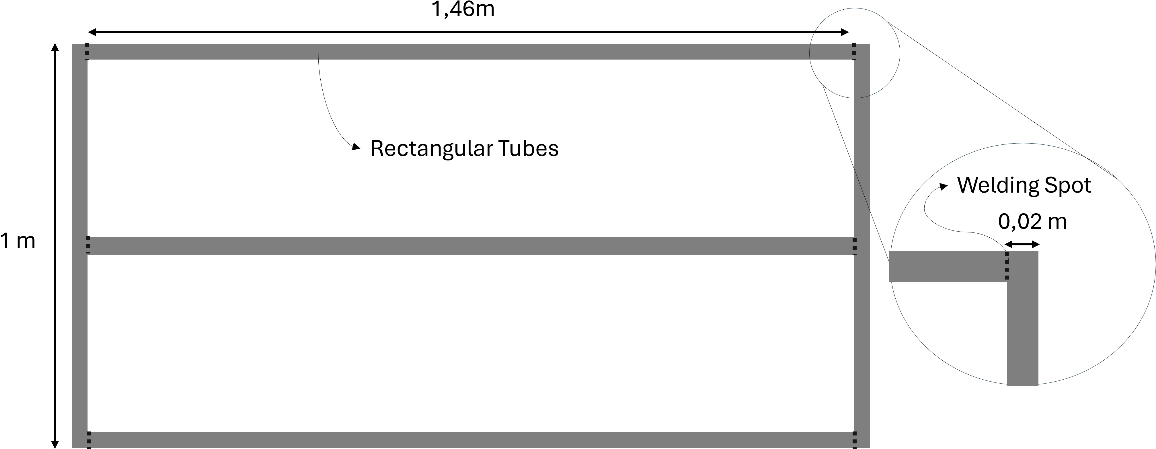 1,46m
Rectangular Tubes
Welding Spot
0,02 m
1 m